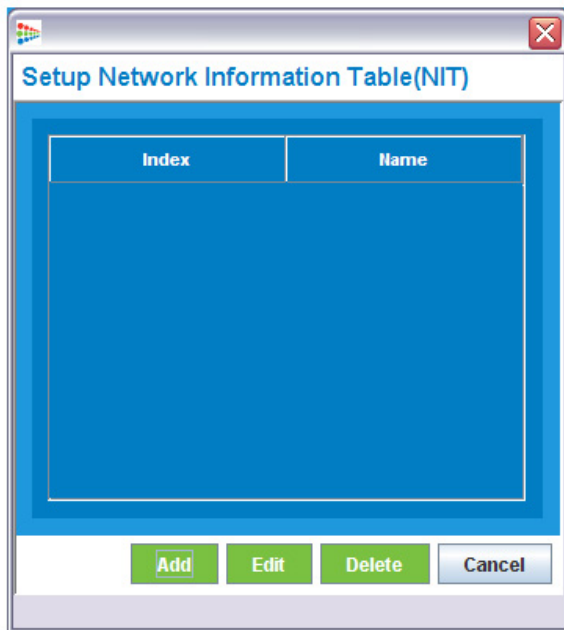 Setup Network Information Table(NIT)
Index Name
Add Edit Delete Cancel